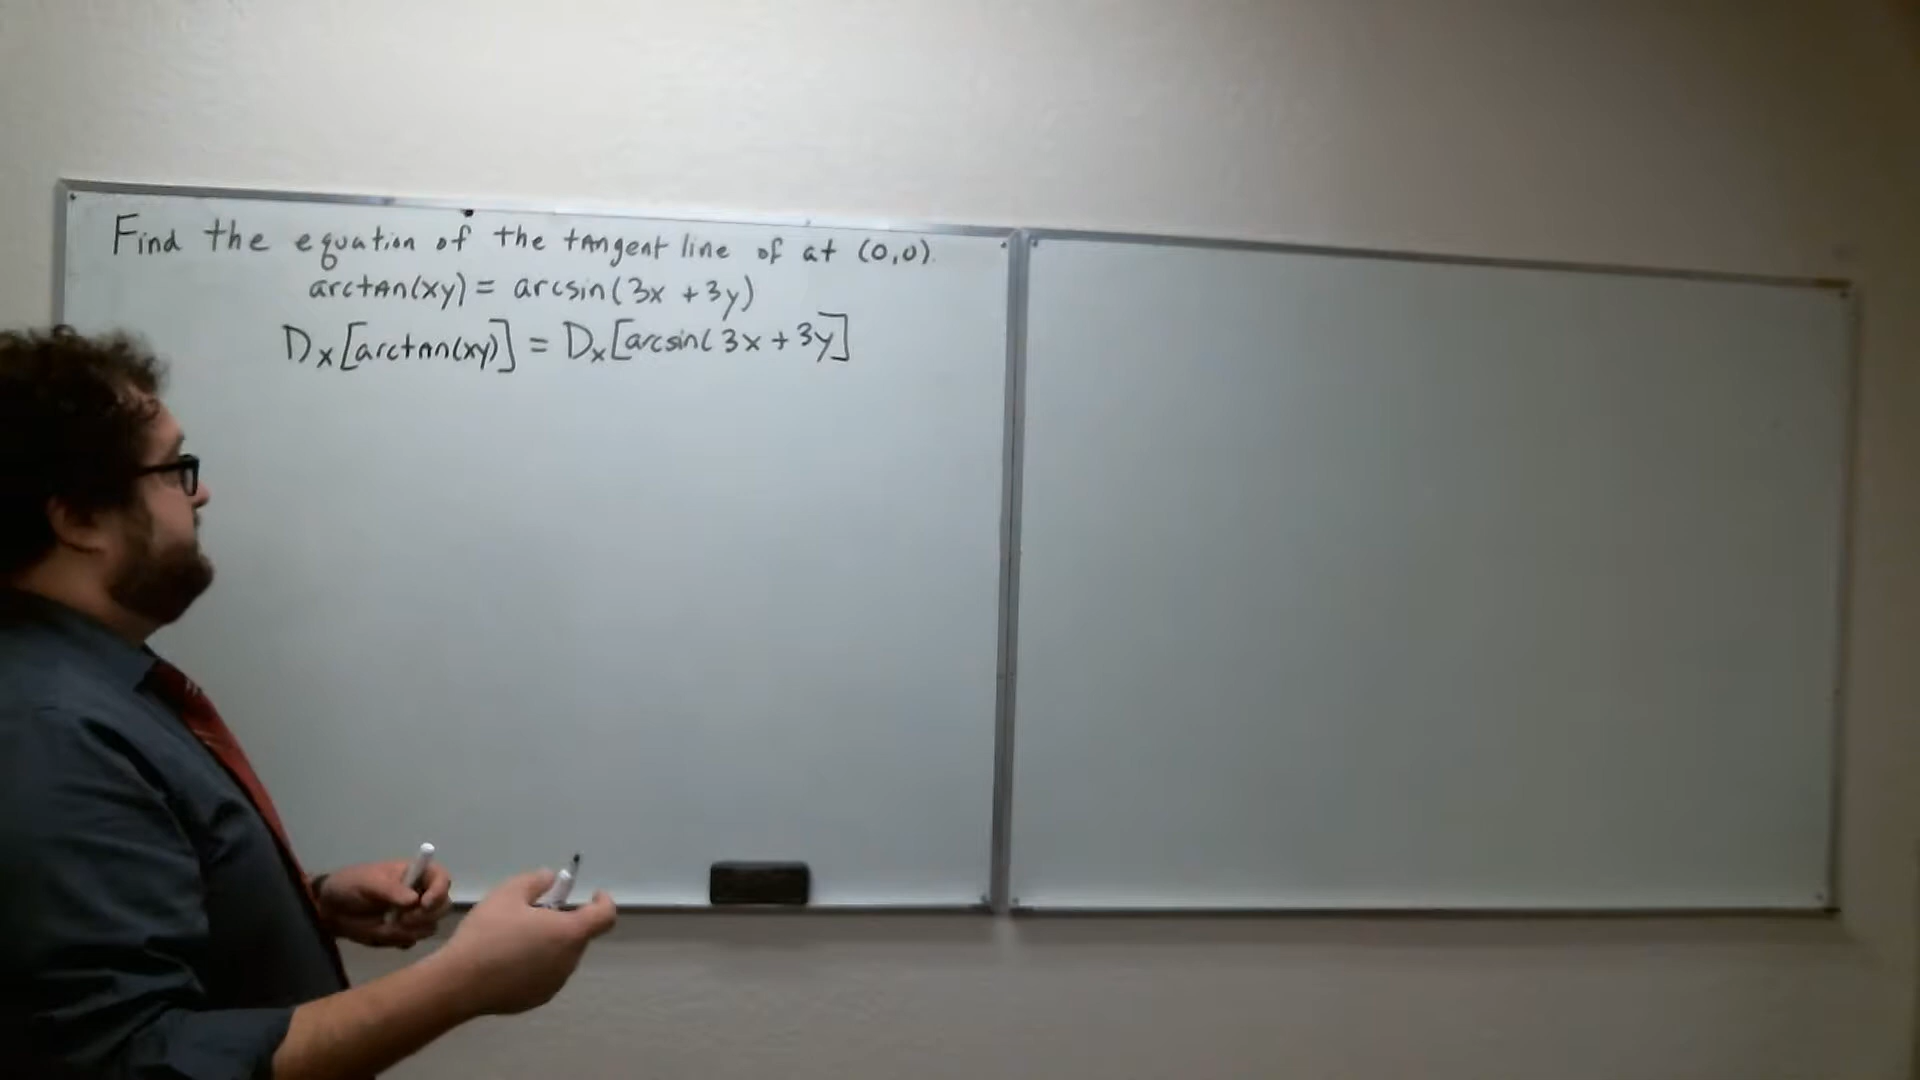 Find the equation of the tangent line of at (0,0).
arctan(xy) = arcsin(3x + 3y)
Dx[arctan(xy)] = Dx[arcsin(3x + 3y]